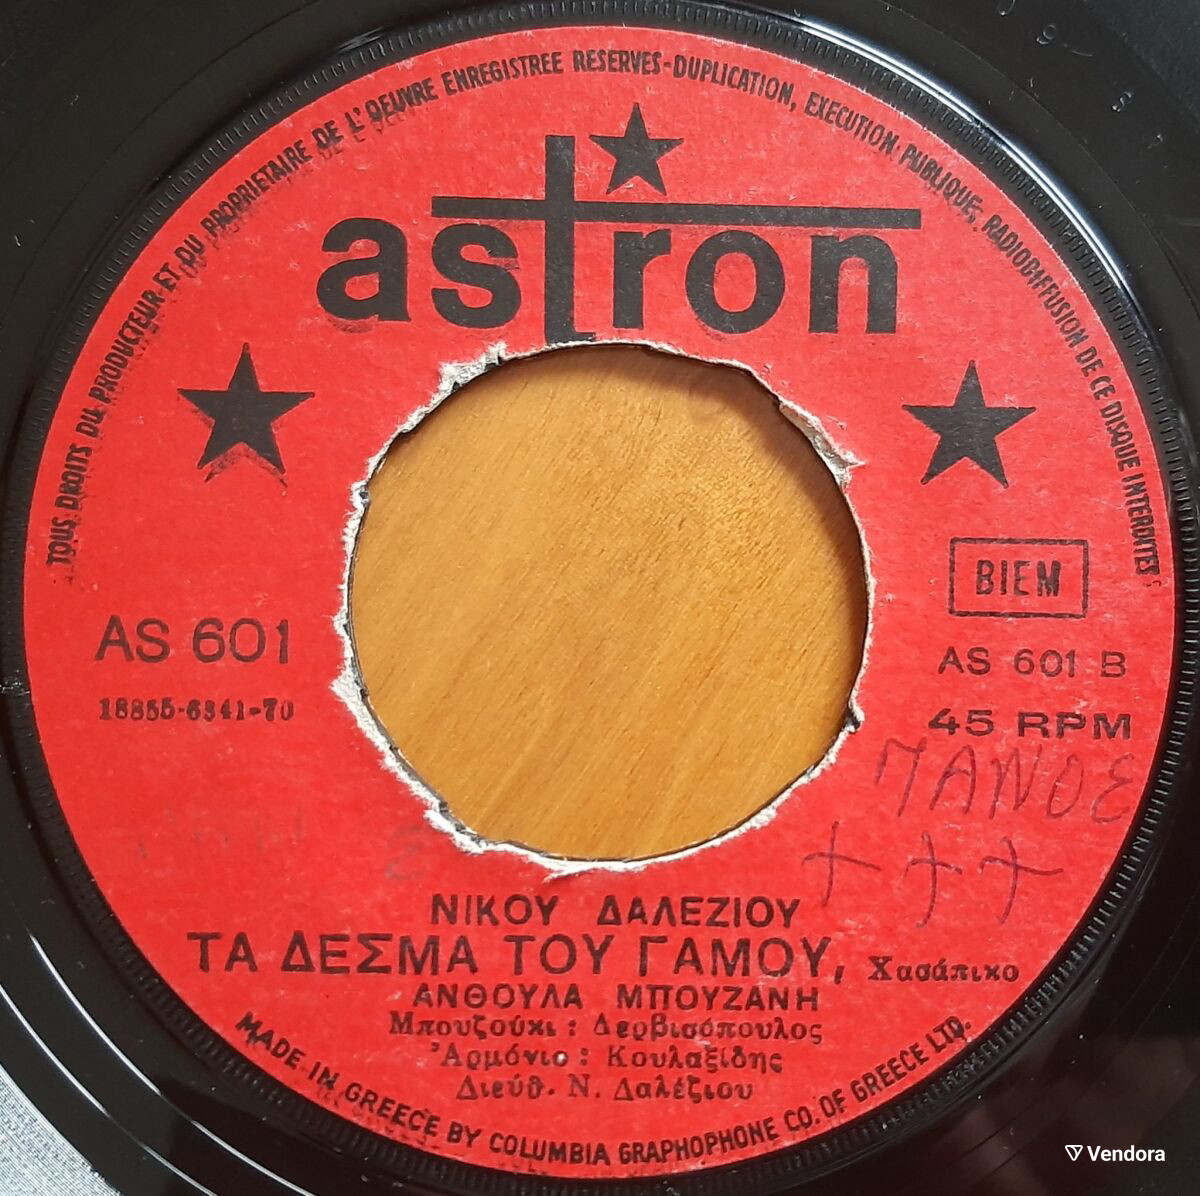 TOUS DROITS DU PRODUCTEUR ET DU PROPRIETAIRE DE L'OEUVRE ENREGISTREE RESERVES-DUPLICATION, EXECUTION PUBLIQUE, RADIODIFFUSION DE CE DISQUE INTERDITES
astron
BIEM
AS 601
AS 601 B
18855-6341-70
45 RPM
ΠΑΝΟΣ
+++
ΝΙΚΟΥ ΔΑΛΕΖΙΟΥ
ΤΑ ΔΕΣΜΑ ΤΟΥ ΓΑΜΟΥ, Χασάπικο
ΑΝΘΟΥΛΑ ΜΠΟΥΖΑΝΗ
Μπουζούκι : Δερβισόπουλος
Ἁρμόνιο : Κουλαξίδης
Διεύθ. Ν. Δαλέζιου
MADE IN GREECE BY COLUMBIA GRAPHOPHONE CO. OF GREECE LTD.
Vendora